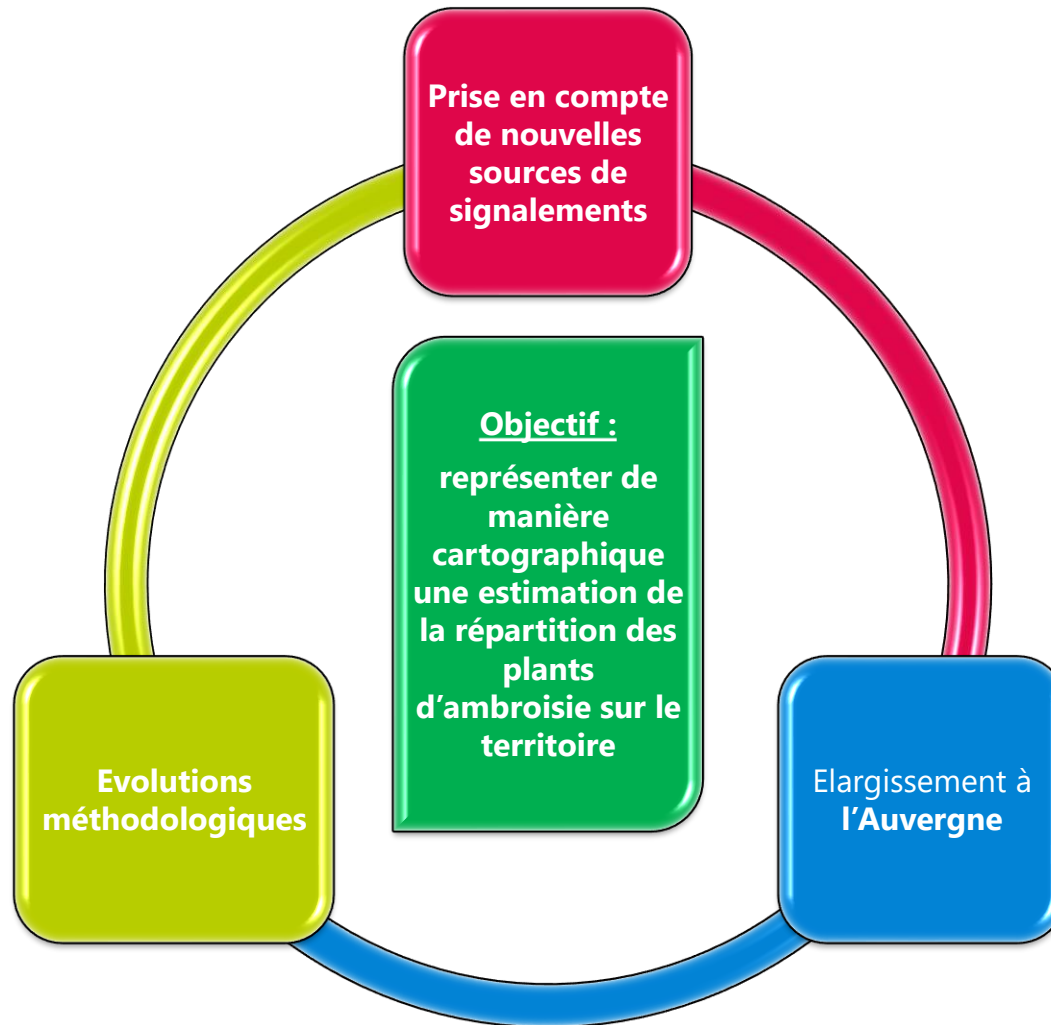 Prise en compte
de nouvelles
sources de
signalements
Objectif :
représenter de
manière
cartographique
une estimation de
la répartition des
plants
d’ambroisie sur le
territoire
Evolutions
méthodologiques
Elargissement à
l’Auvergne